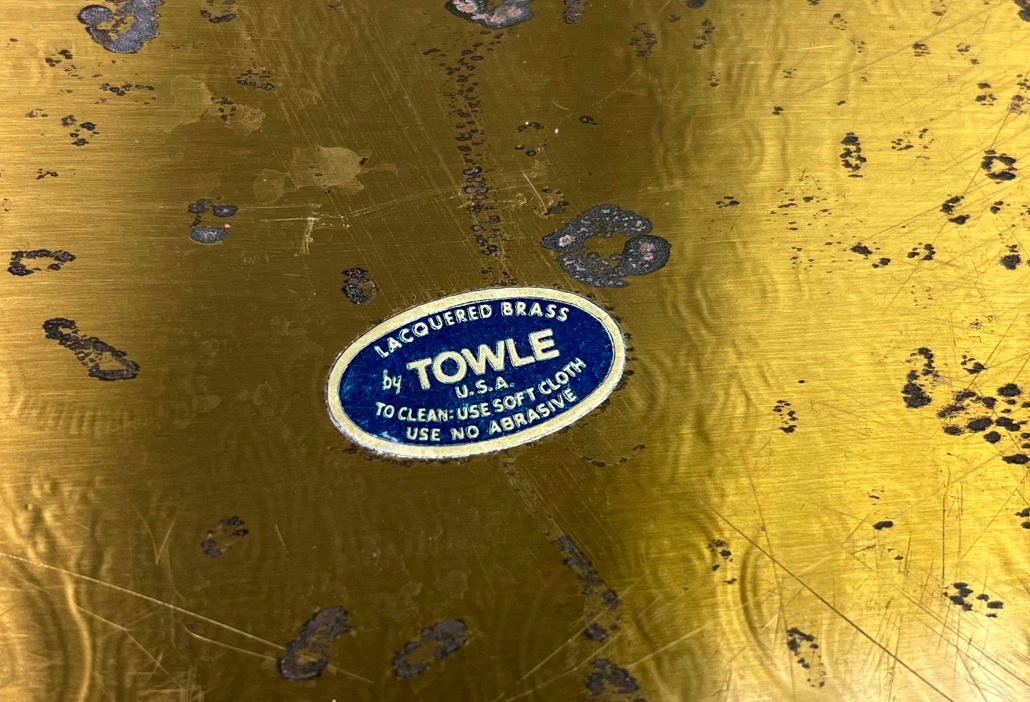 LACQUERED BRASS
by TOWLE
U.S.A.
TO CLEAN: USE SOFT CLOTH
USE NO ABRASIVE